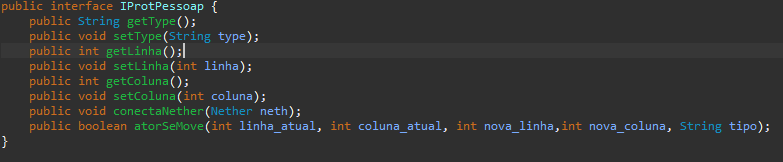 public interface IProtPessoap {
public String getType();
public void setType(String type);
public int getLinha();
public void setLinha(int linha);
public int getColuna();
public void setColuna(int coluna);
public void conectaNether(Nether neth);
public boolean atorSeMove(int linha_atual, int coluna_atual, int nova_linha,int nova_coluna, String tipo);
}